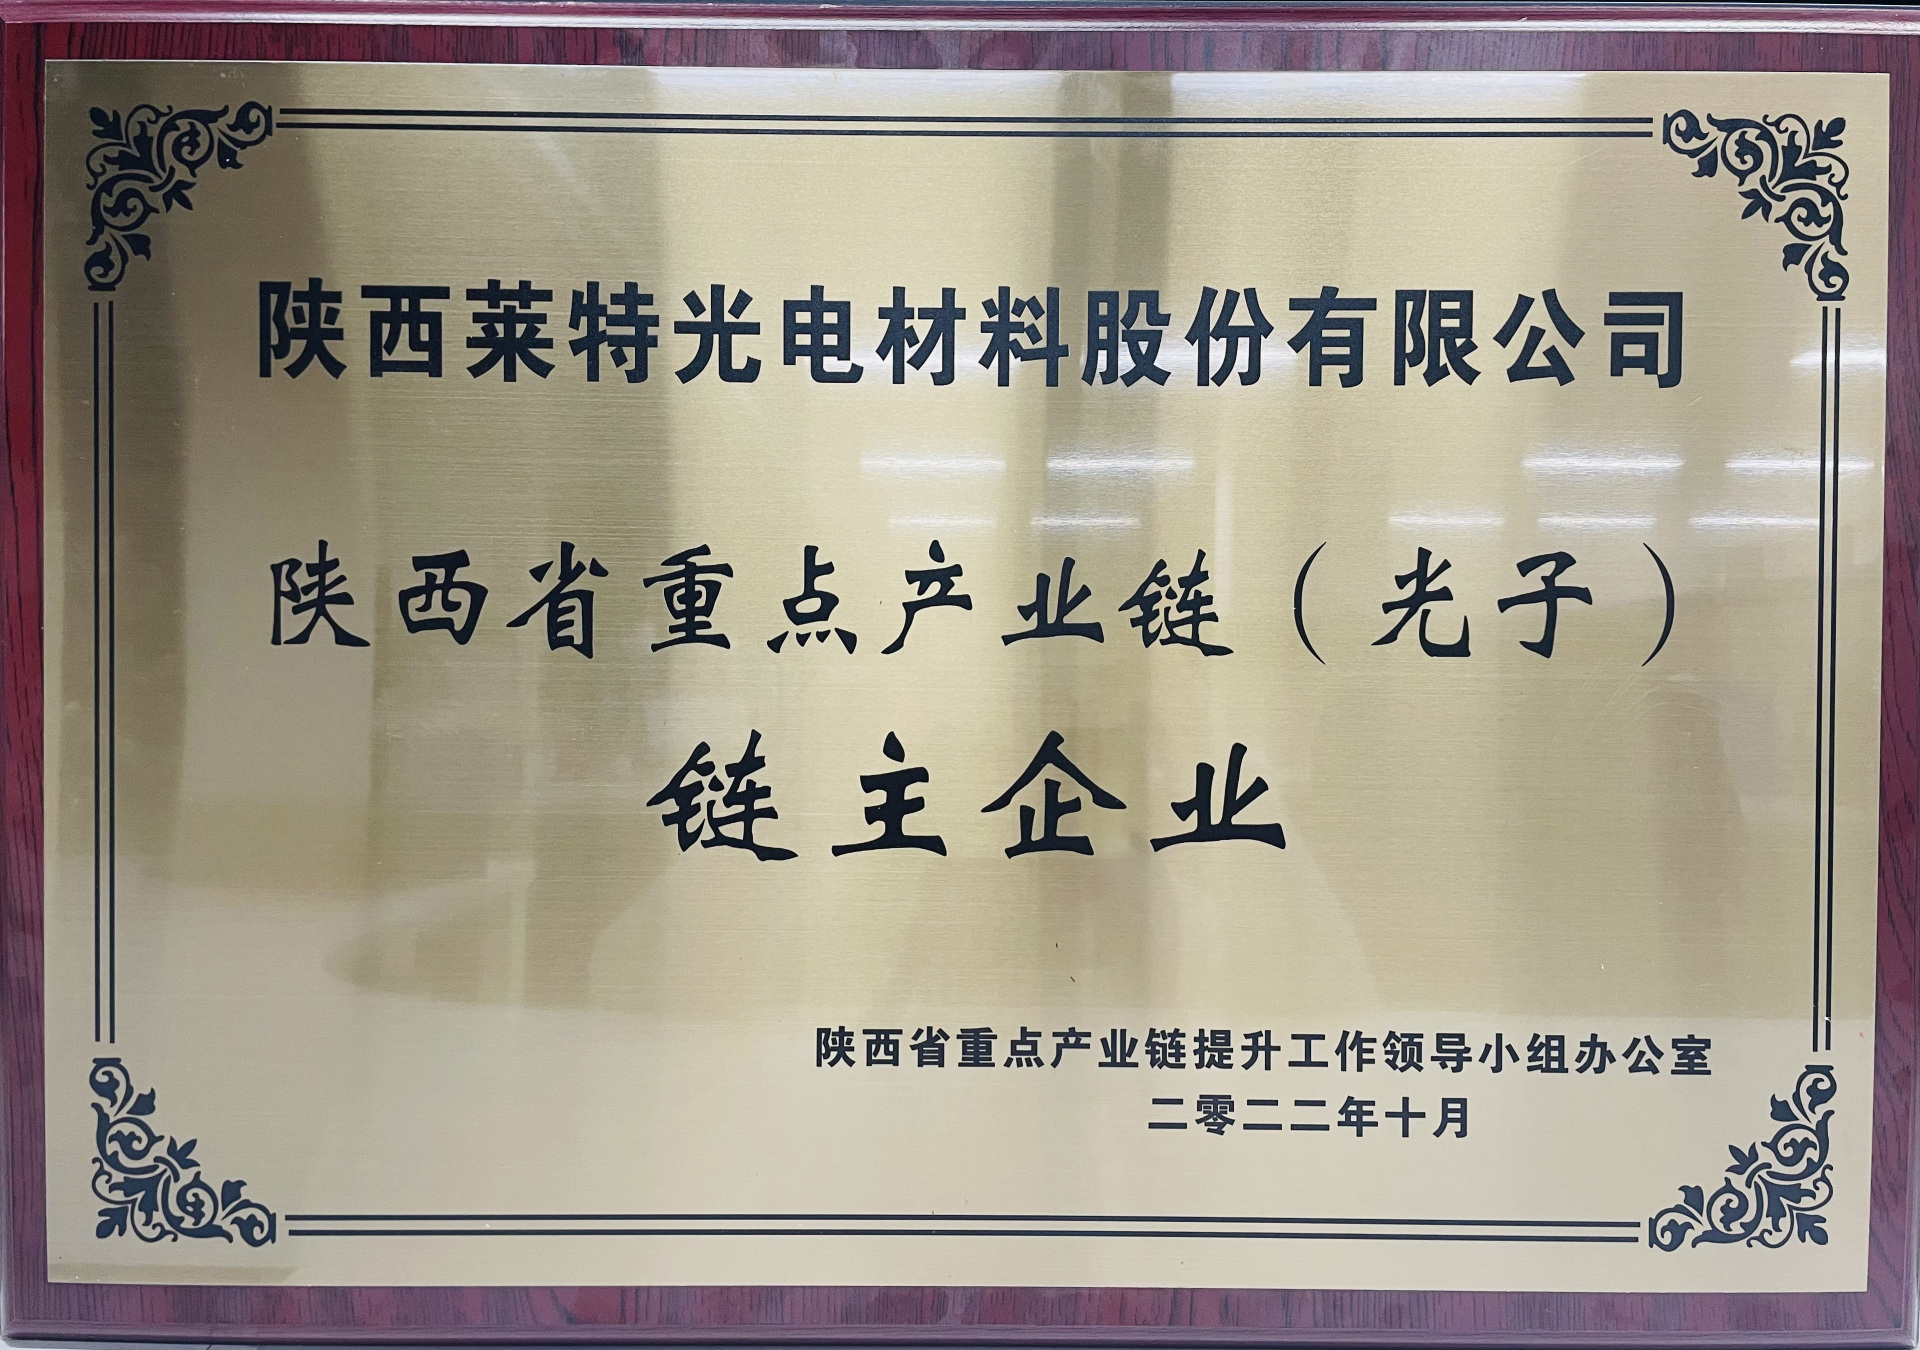 陕西莱特光电材料股份有限公司
陕西省重点产业链（光子）
链主企业
陕西省重点产业链提升工作领导小组办公室
二零二二年十月